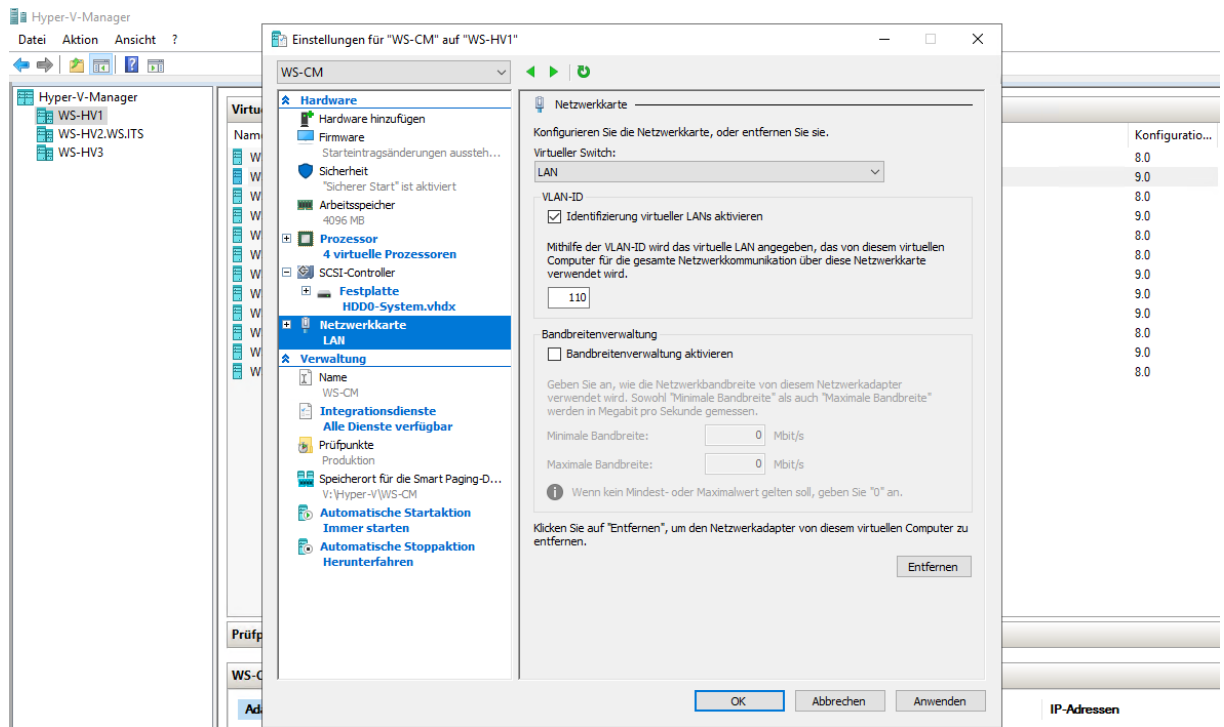 Hyper-V-Manager
Datei Aktion Ansicht ?
Hyper-V-Manager
WS-HV1
WS-HV2.WS.ITS
WS-HV3
Konfiguratio...
8.0
9.0
8.0
9.0
8.0
8.0
9.0
9.0
9.0
8.0
9.0
8.0
IP-Adressen
Einstellungen für "WS-CM" auf "WS-HV1"
WS-CM
Hardware
Hardware hinzufügen
Firmware
Starteintragsänderungen aussteh...
Sicherheit
"Sicherer Start" ist aktiviert
Arbeitsspeicher
4096 MB
Prozessor
4 virtuelle Prozessoren
SCSI-Controller
Festplatte
HDD0-System.vhdx
Netzwerkkarte
LAN
Verwaltung
Name
WS-CM
Integrationsdienste
Alle Dienste verfügbar
Prüfpunkte
Produktion
Speicherort für die Smart Paging-D...
V:\Hyper-V\WS-CM
Automatische Startaktion
Immer starten
Automatische Stoppaktion
Herunterfahren
Netzwerkkarte
Konfigurieren Sie die Netzwerkkarte, oder entfernen Sie sie.
Virtueller Switch:
LAN
VLAN-ID
Identifizierung virtueller LANs aktivieren
Mithilfe der VLAN-ID wird das virtuelle LAN angegeben, das von diesem virtuellen
Computer für die gesamte Netzwerkkommunikation über diese Netzwerkkarte
verwendet wird.
110
Bandbreitenverwaltung
Bandbreitenverwaltung aktivieren
Geben Sie an, wie die Netzwerkbandbreite von diesem Netzwerkadapter
verwendet wird. Sowohl "Minimale Bandbreite" als auch "Maximale Bandbreite"
werden in Megabit pro Sekunde gemessen.
Minimale Bandbreite: 0 Mbit/s
Maximale Bandbreite: 0 Mbit/s
Wenn kein Mindest- oder Maximalwert gelten soll, geben Sie "0" an.
Klicken Sie auf "Entfernen", um den Netzwerkadapter von diesem virtuellen Computer zu
entfernen.
Entfernen
OK Abbrechen Anwenden